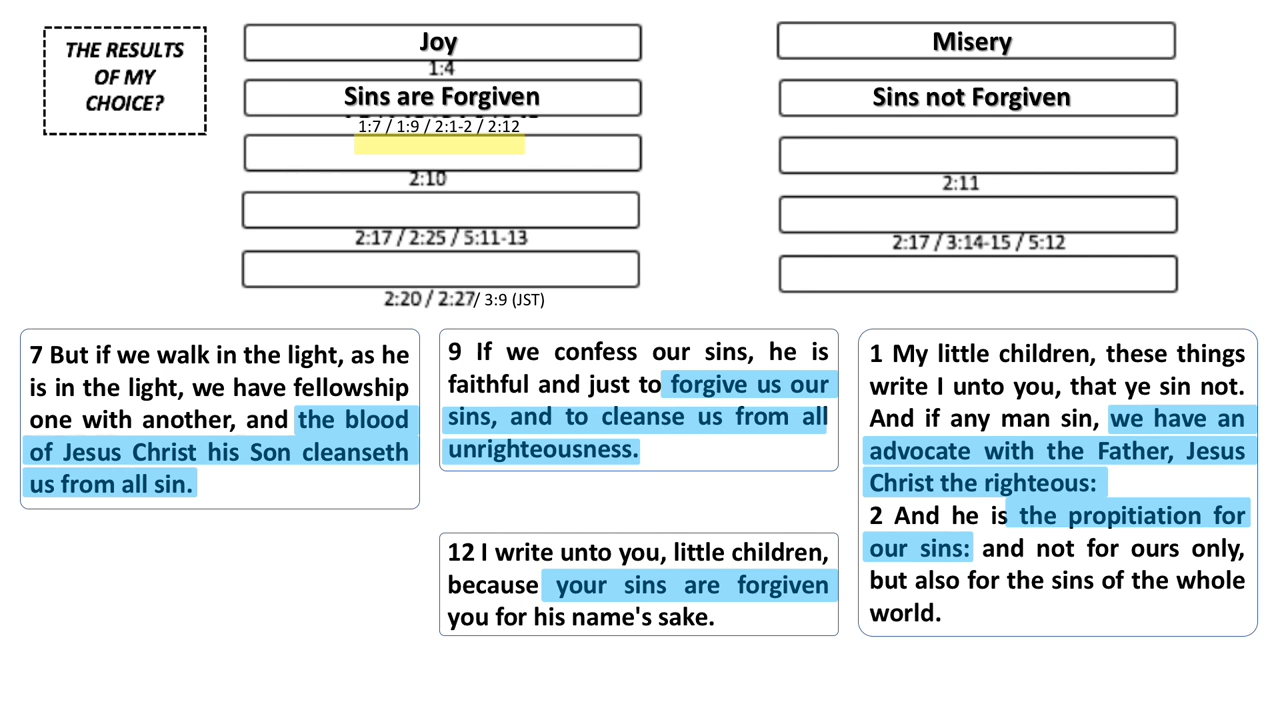 THE RESULTS
OF MY
CHOICE?
Joy
1:4
Sins are Forgiven
1:7 / 1:9 / 2:1-2 / 2:12
2:10
2:17 / 2:25 / 5:11-13
2:20 / 2:27/ 3:9 (JST)
Misery
Sins not Forgiven
2:11
2:17 / 3:14-15 / 5:12
7 But if we walk in the light, as he
is in the light, we have fellowship
one with another, and the blood
of Jesus Christ his Son cleanseth
us from all sin.
9 If we confess our sins, he is
faithful and just to forgive us our
sins, and to cleanse us from all
unrighteousness.
12 I write unto you, little children,
because your sins are forgiven
you for his name's sake.
1 My little children, these things
write I unto you, that ye sin not.
And if any man sin, we have an
advocate with the Father, Jesus
Christ the righteous:
2 And he is the propitiation for
our sins: and not for ours only,
but also for the sins of the whole
world.